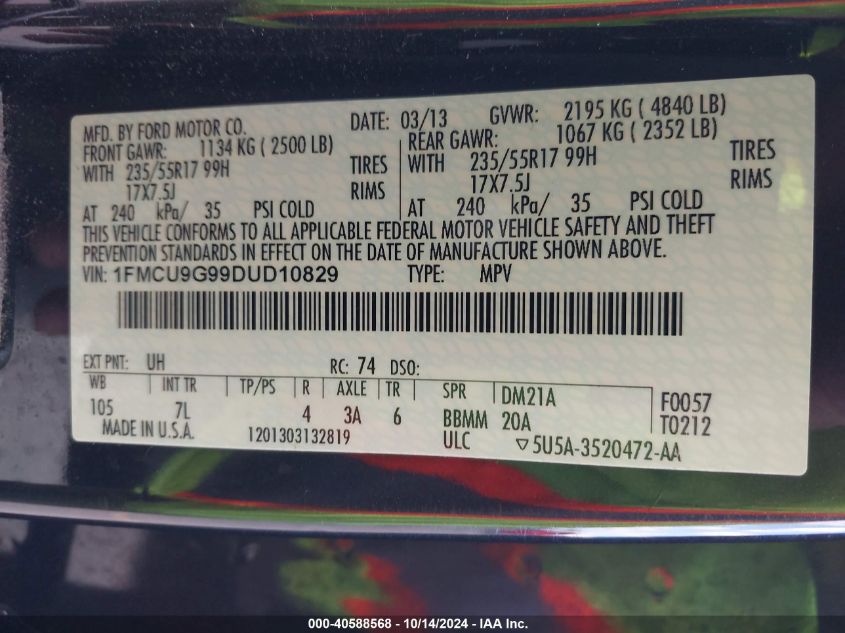 MFD. BY FORD MOTOR CO. DATE: 03/13 GVWR: 2195 KG ( 4840 LB)
FRONT GAWR: 1134 KG ( 2500 LB) REAR GAWR: 1067 KG ( 2352 LB)
WITH 235/55R17 99H TIRES WITH 235/55R17 99H TIRES
17X7.5J RIMS 17X7.5J RIMS
AT 240 kPa/ 35 PSI COLD AT 240 kPa/ 35 PSI COLD
THIS VEHICLE CONFORMS TO ALL APPLICABLE FEDERAL MOTOR VEHICLE SAFETY AND THEFT
PREVENTION STANDARDS IN EFFECT ON THE DATE OF MANUFACTURE SHOWN ABOVE.
VIN: 1FMCU9G99DUD10829 TYPE: MPV
EXT PNT: UH RC: 74 DSO:
WB INT TR TP/PS R AXLE TR SPR DM21A F0057
105 7L 4 3A 6 BBMM 20A T0212
MADE IN U.S.A. 1201303132819 ULC ▽5U5A-3520472-AA
000-40588568 - 10/14/2024 - IAA Inc.